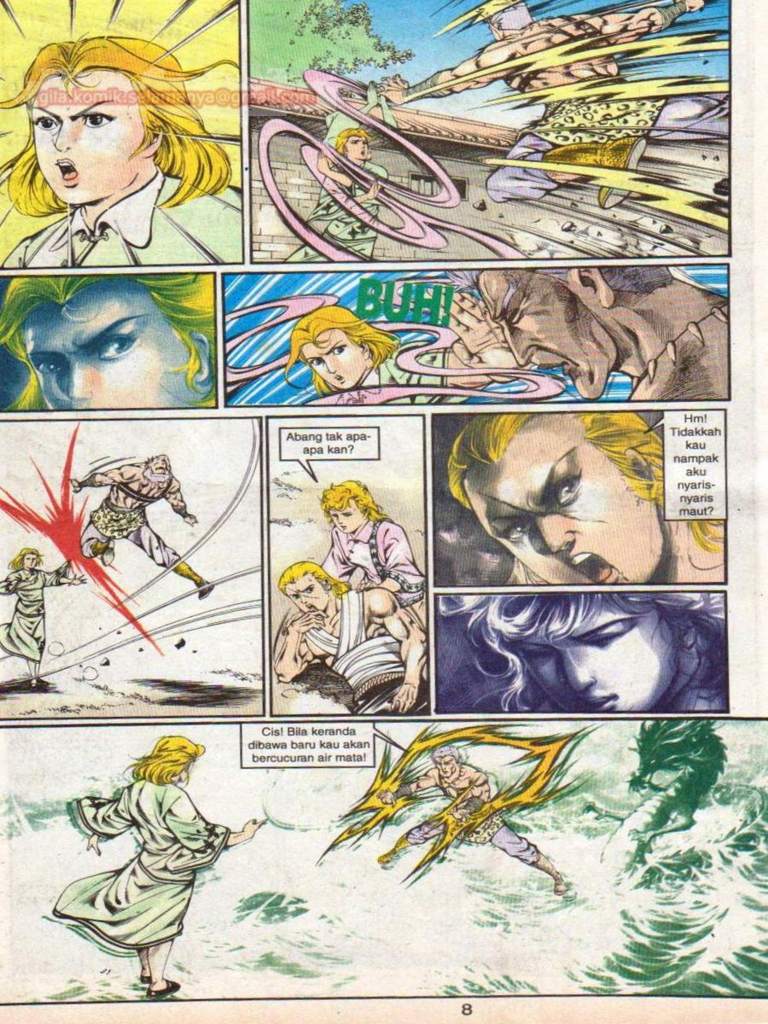 gila.komik.selamanya@gmail.com
BUH!
Abang tak apa-
apa kan?
Hm!
Tidakkah
kau
nampak
aku
nyaris-
nyaris
maut?
Cis! Bila keranda
dibawa baru kau akan
bercucuran air mata!
8